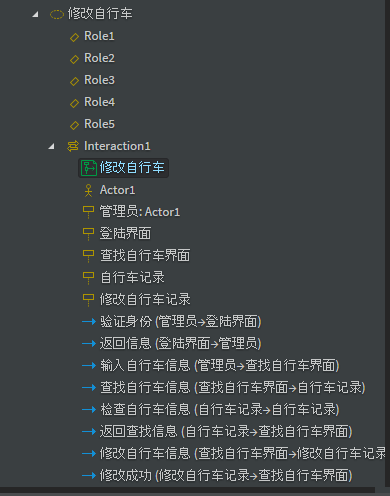 修改自行车
Role1
Role2
Role3
Role4
Role5
Interaction1
修改自行车
Actor1
管理员: Actor1
登陆界面
查找自行车界面
自行车记录
修改自行车记录
验证身份 (管理员→登陆界面)
返回信息 (登陆界面→管理员)
输入自行车信息 (管理员→查找自行车界面)
查找自行车信息 (查找自行车界面→自行车记录)
检查自行车信息 (自行车记录→自行车记录)
返回查找信息 (自行车记录→查找自行车界面)
修改自行车信息 (查找自行车界面→修改自行车记录
修改成功 (修改自行车记录→查找自行车界面)